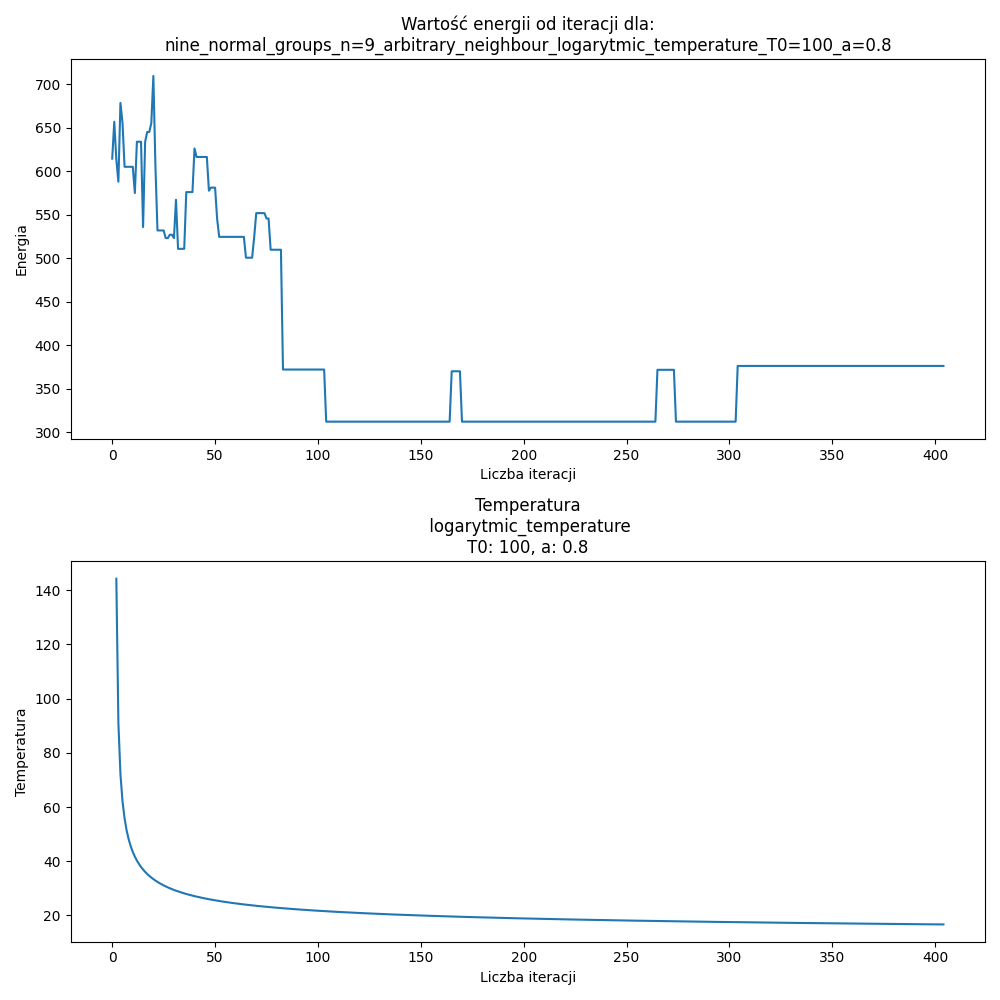 Wartość energii od iteracji dla:
nine_normal_groups_n=9_arbitrary_neighbour_logarytmic_temperature_T0=100_a=0.8
700
650
600
550
500
450
400
350
300
Energia
0 50 100 150 200 250 300 350 400
Liczba iteracji
Temperatura
logarytmic_temperature
T0: 100, a: 0.8
140
120
100
80
60
40
20
Temperatura
0 50 100 150 200 250 300 350 400
Liczba iteracji